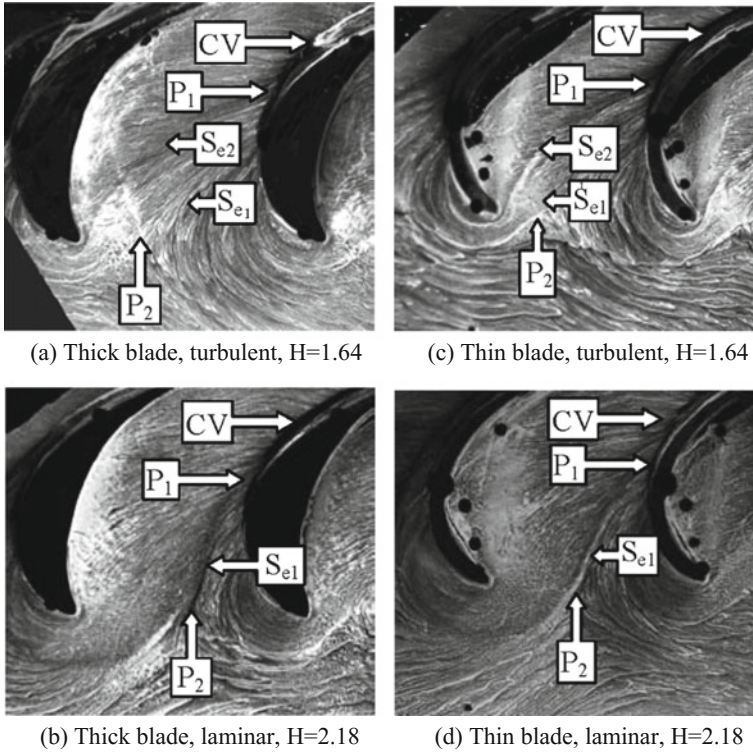 CV
P₁
Sₑ₂
Sₑ₁
P₂
(a) Thick blade, turbulent, H=1.64
CV
P₁
Sₑ₂
Sₑ₁
P₂
(c) Thin blade, turbulent, H=1.64
CV
P₁
Sₑ₁
P₂
(b) Thick blade, laminar, H=2.18
CV
P₁
Sₑ₁
P₂
(d) Thin blade, laminar, H=2.18